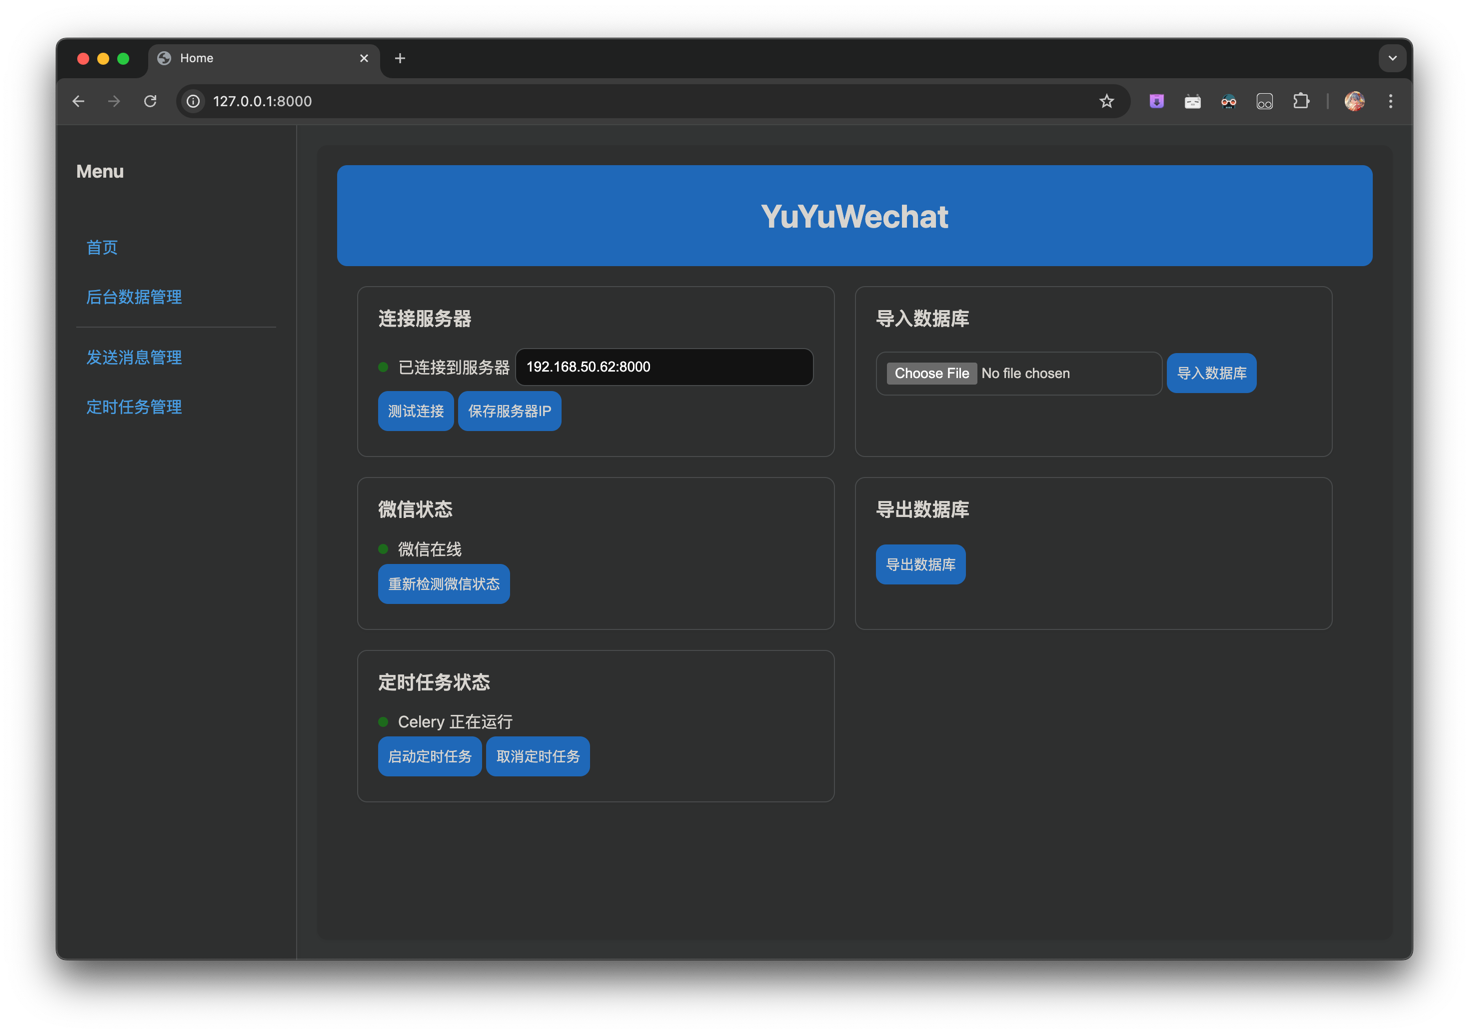 Home
127.0.0.1:8000
Menu
首页
后台数据管理
发送消息管理
定时任务管理
YuYuWechat
连接服务器
已连接到服务器 192.168.50.62:8000
测试连接 保存服务器IP
导入数据库
Choose File No file chosen 导入数据库
微信状态
微信在线
重新检测微信状态
导出数据库
导出数据库
定时任务状态
Celery 正在运行
启动定时任务 取消定时任务